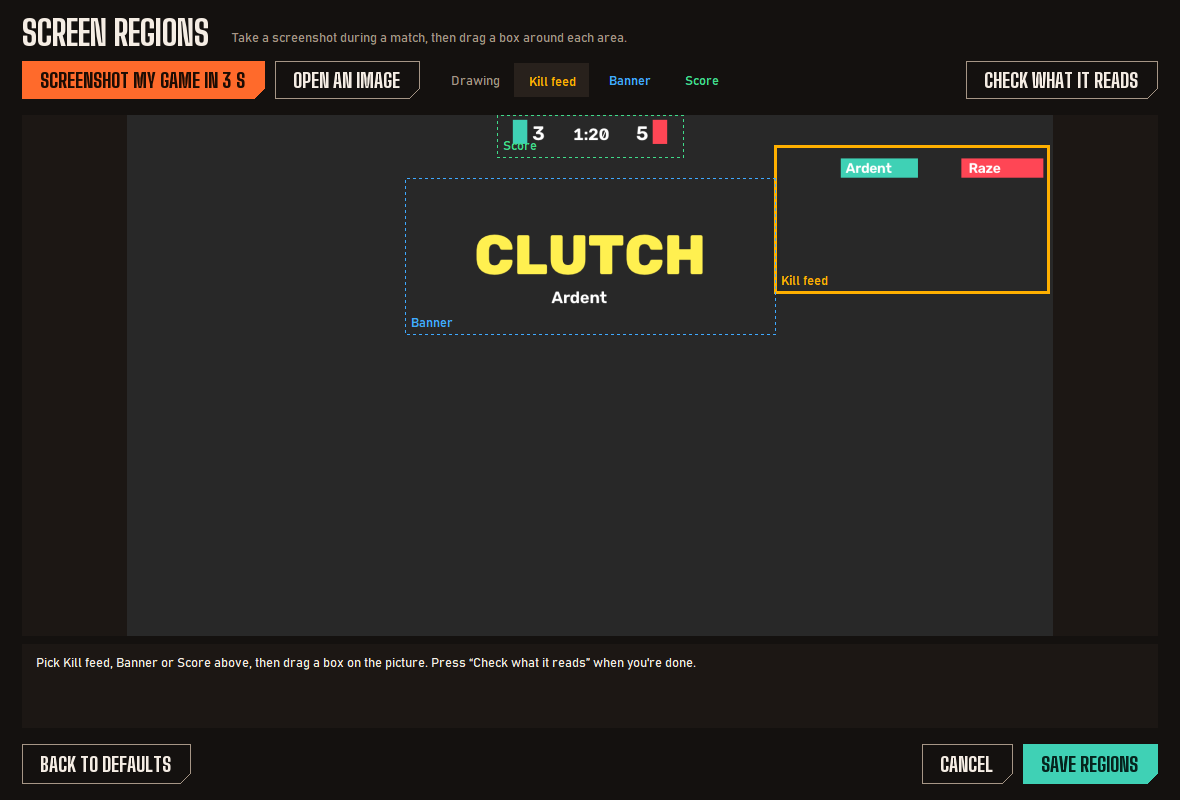 SCREEN REGIONS
Take a screenshot during a match, then drag a box around each area.
SCREENSHOT MY GAME IN 3 S
OPEN AN IMAGE
Drawing
Kill feed
Banner
Score
CHECK WHAT IT READS
3
1:20
5
Score
Ardent
Raze
CLUTCH
Ardent
Kill feed
Banner
Pick Kill feed, Banner or Score above, then drag a box on the picture. Press “Check what it reads” when you're done.
BACK TO DEFAULTS
CANCEL
SAVE REGIONS